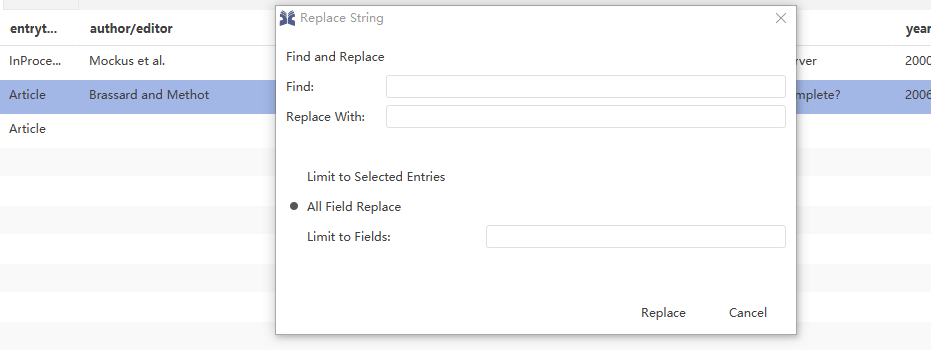 Replace String
entryt... author/editor year
InProce... Mockus et al. rver 2000
Article Brassard and Methot mplete? 2006
Article
Find and Replace
Find:
Replace With:
Limit to Selected Entries
All Field Replace
Limit to Fields:
Replace Cancel